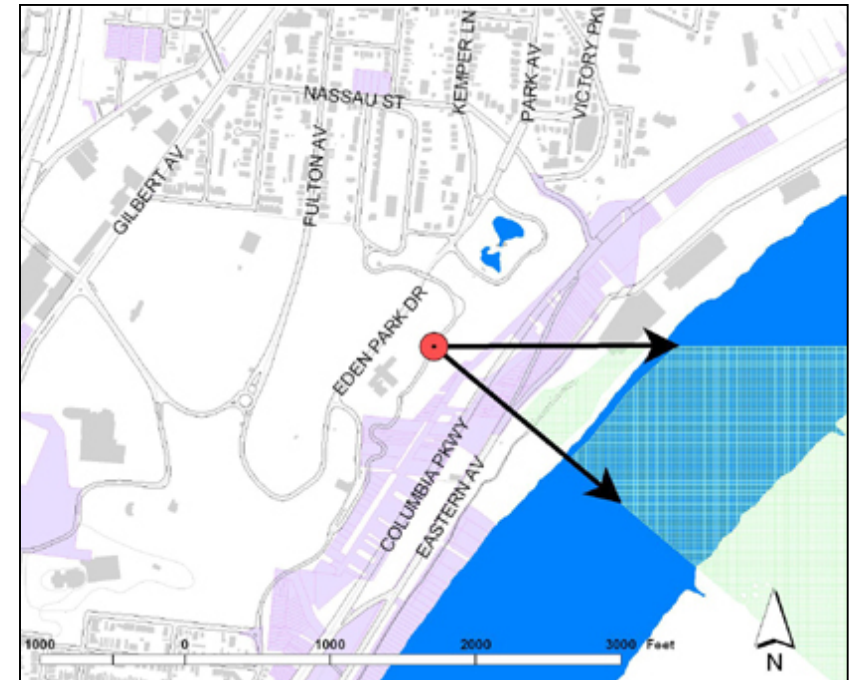 KEMPER LN
PARK AV
VICTORY PK
NASSAU ST
GILBERT AV
FULTON AV
EDEN PARK DR
COLUMBIA PKWY
EASTERN AV
1000 0 1000 2000 3000 Feet
N